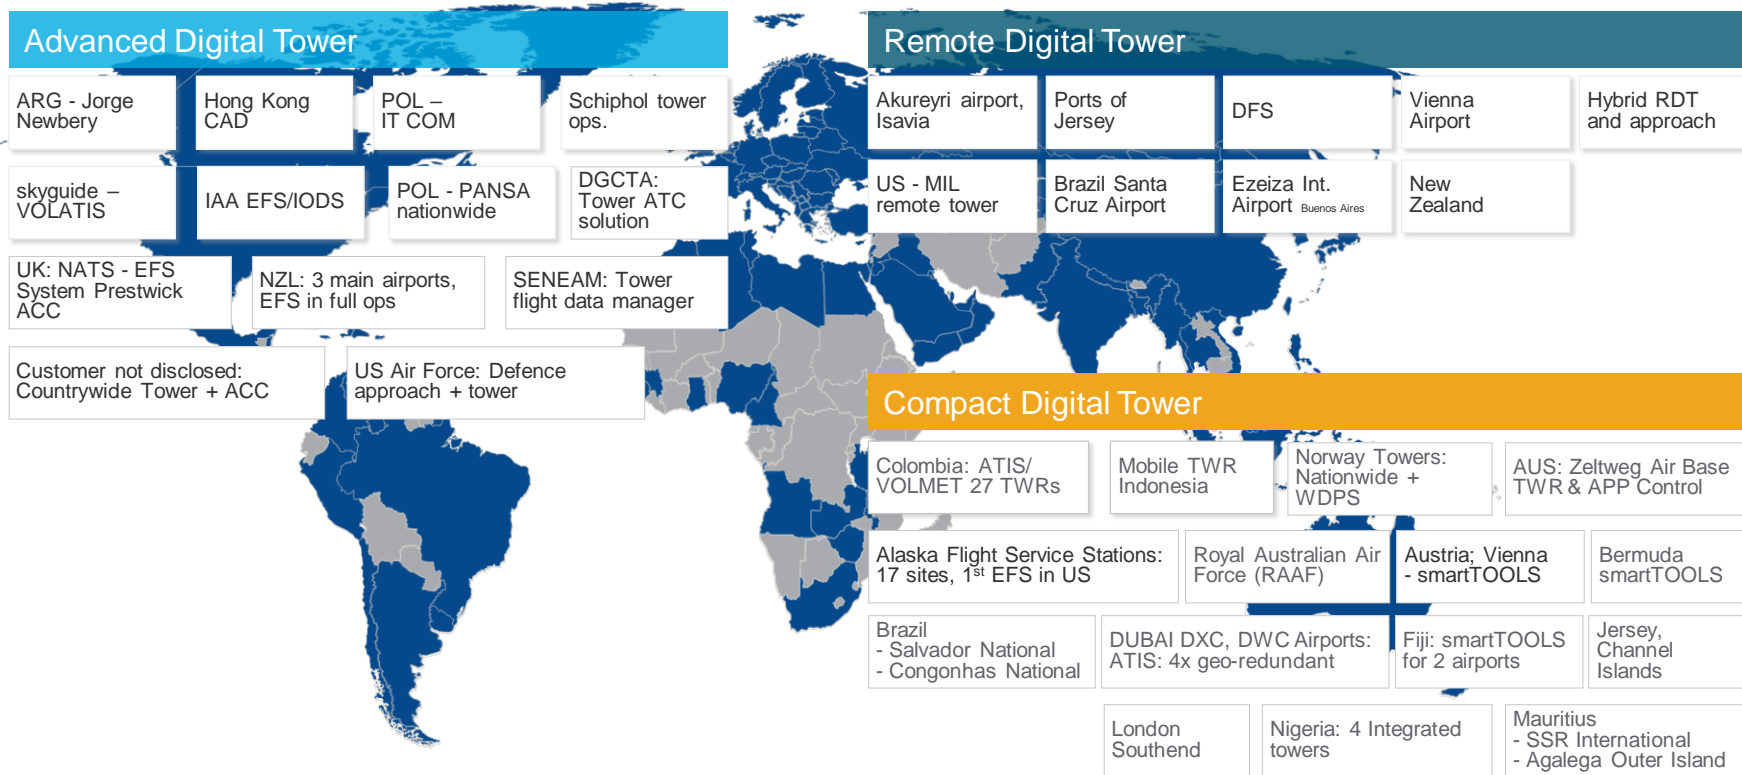 Advanced Digital Tower
ARG - Jorge
Newbery
Hong Kong
CAD
POL –
IT COM
Schiphol tower
ops.
skyguide –
VOLATIS
IAA EFS/IODS
POL - PANSA
nationwide
DGCTA:
Tower ATC
solution
UK: NATS - EFS
System Prestwick
ACC
NZL: 3 main airports,
EFS in full ops
SENEAM: Tower
flight data manager
Customer not disclosed:
Countrywide Tower + ACC
US Air Force: Defence
approach + tower
Remote Digital Tower
Akureyri airport,
Isavia
Ports of
Jersey
DFS
Vienna
Airport
Hybrid RDT
and approach
US - MIL
remote tower
Brazil Santa
Cruz Airport
Ezeiza Int.
Airport Buenos Aires
New
Zealand
Compact Digital Tower
Colombia: ATIS/
VOLMET 27 TWRs
Mobile TWR
Indonesia
Norway Towers:
Nationwide +
WDPS
AUS: Zeltweg Air Base
TWR & APP Control
Alaska Flight Service Stations:
17 sites, 1st EFS in US
Royal Australian Air
Force (RAAF)
Austria; Vienna
- smartTOOLS
Bermuda
smartTOOLS
Brazil
- Salvador National
- Congonhas National
DUBAI DXC, DWC Airports:
ATIS: 4x geo-redundant
Fiji: smartTOOLS
for 2 airports
Jersey,
Channel
Islands
London
Southend
Nigeria: 4 Integrated
towers
Mauritius
- SSR International
- Agalega Outer Island